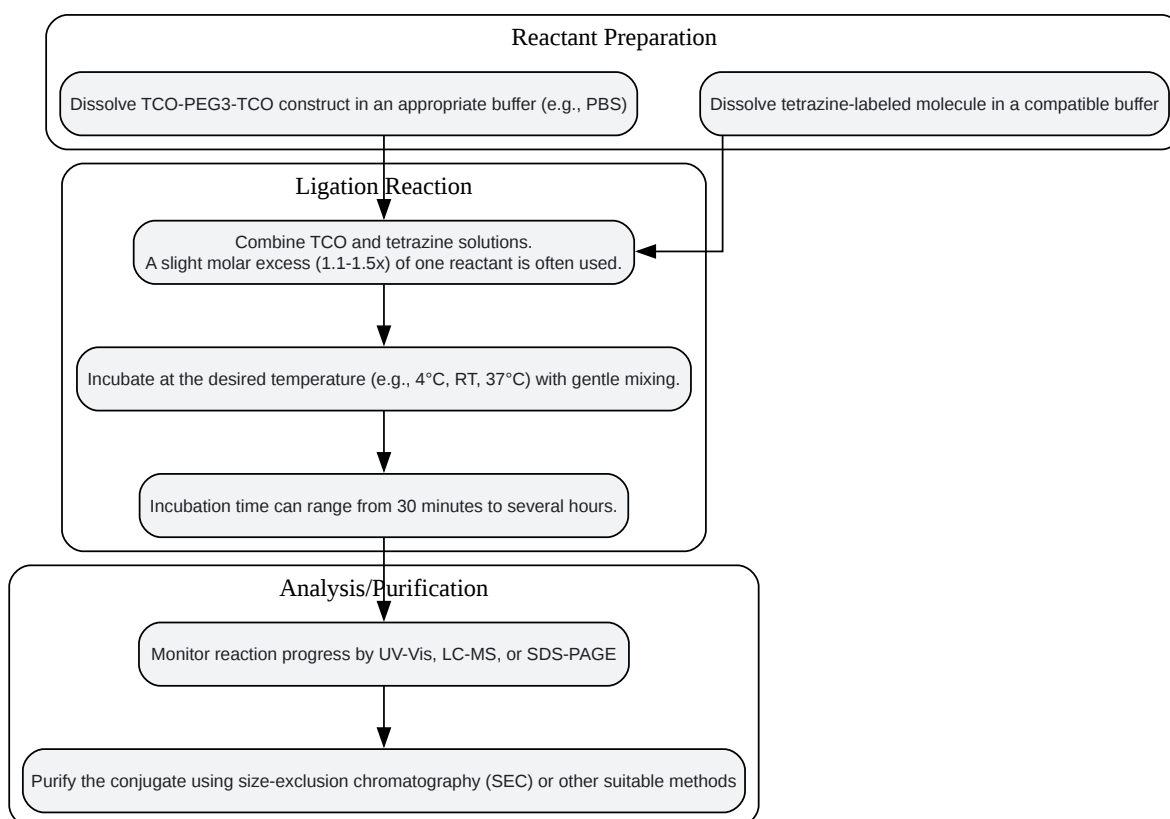 Reactant Preparation
Dissolve TCO-PEG3-TCO construct in an appropriate buffer (e.g., PBS)
Dissolve tetrazine-labeled molecule in a compatible buffer
Ligation Reaction
Combine TCO and tetrazine solutions.
A slight molar excess (1.1-1.5x) of one reactant is often used.
Incubate at the desired temperature (e.g., 4°C, RT, 37°C) with gentle mixing.
Incubation time can range from 30 minutes to several hours.
Analysis/Purification
Monitor reaction progress by UV-Vis, LC-MS, or SDS-PAGE
Purify the conjugate using size-exclusion chromatography (SEC) or other suitable methods